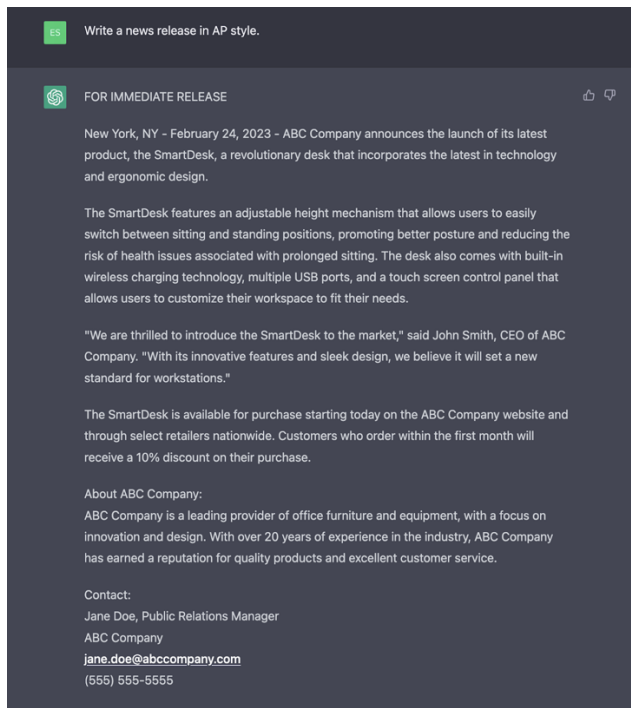 ES
Write a news release in AP style.
FOR IMMEDIATE RELEASE
New York, NY - February 24, 2023 - ABC Company announces the launch of its latest
product, the SmartDesk, a revolutionary desk that incorporates the latest in technology
and ergonomic design.
The SmartDesk features an adjustable height mechanism that allows users to easily
switch between sitting and standing positions, promoting better posture and reducing the
risk of health issues associated with prolonged sitting. The desk also comes with built-in
wireless charging technology, multiple USB ports, and a touch screen control panel that
allows users to customize their workspace to fit their needs.
"We are thrilled to introduce the SmartDesk to the market," said John Smith, CEO of ABC
Company. "With its innovative features and sleek design, we believe it will set a new
standard for workstations."
The SmartDesk is available for purchase starting today on the ABC Company website and
through select retailers nationwide. Customers who order within the first month will
receive a 10% discount on their purchase.
About ABC Company:
ABC Company is a leading provider of office furniture and equipment, with a focus on
innovation and design. With over 20 years of experience in the industry, ABC Company
has earned a reputation for quality products and excellent customer service.
Contact:
Jane Doe, Public Relations Manager
ABC Company
jane.doe@abccompany.com
(555) 555-5555